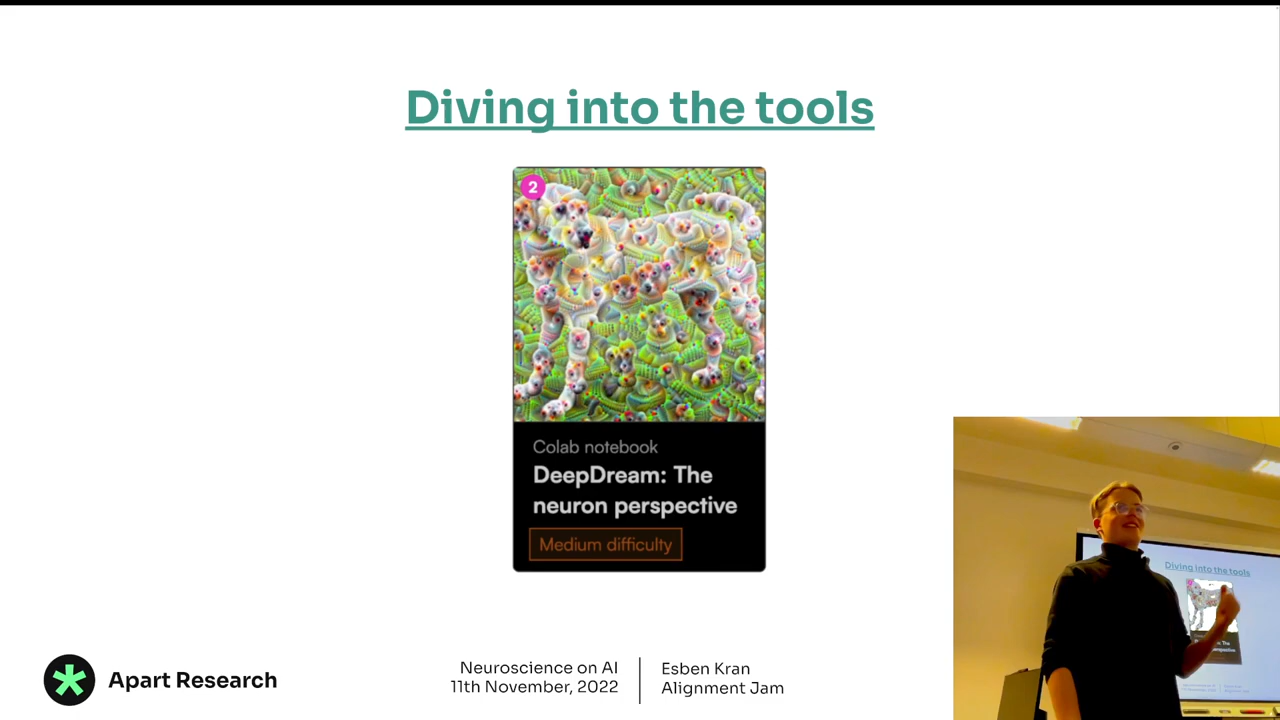 Diving into the tools
2
Colab notebook
DeepDream: The
neuron perspective
Medium difficulty
Apart Research
Neuroscience on AI
11th November, 2022
Esben Kran
Alignment Jam
Diving into the tools